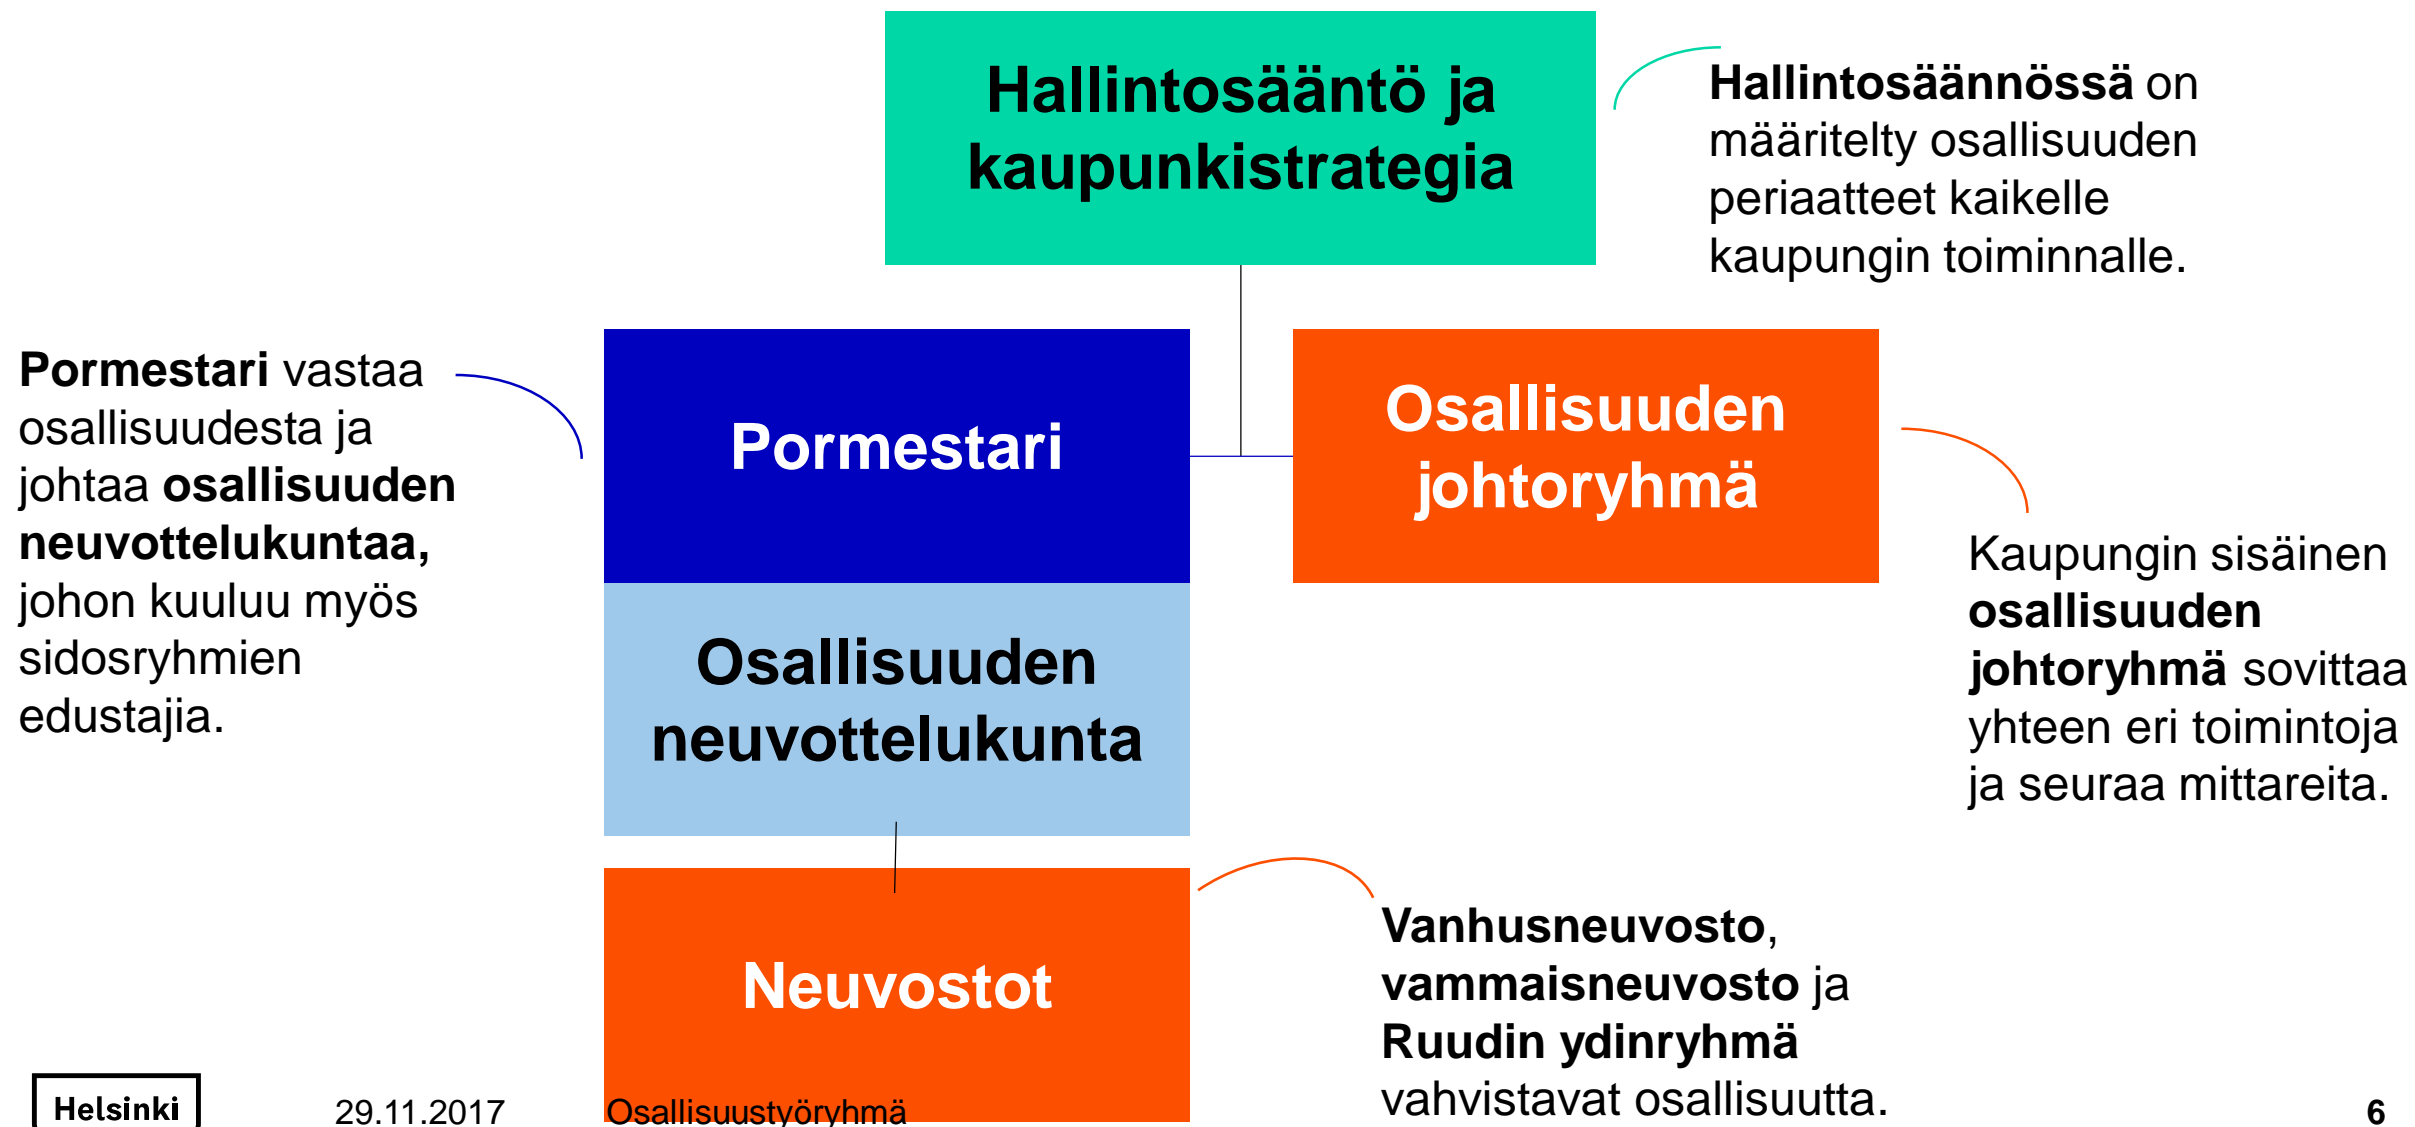 Hallintosääntö ja
kaupunkistrategia
Hallintosäännössä on
määritelty osallisuuden
periaatteet kaikelle
kaupungin toiminnalle.
Pormestari vastaa
osallisuudesta ja
johtaa osallisuuden
neuvottelukuntaa,
johon kuuluu myös
sidosryhmien
edustajia.
Pormestari
Osallisuuden
johtoryhmä
Kaupungin sisäinen
osallisuuden
johtoryhmä sovittaa
yhteen eri toimintoja
ja seuraa mittareita.
Osallisuuden
neuvottelukunta
Neuvostot
Vanhusneuvosto,
vammaisneuvosto ja
Ruudin ydinryhmä
vahvistavat osallisuutta.
Helsinki
29.11.2017
Osallisuustyöryhmä
6